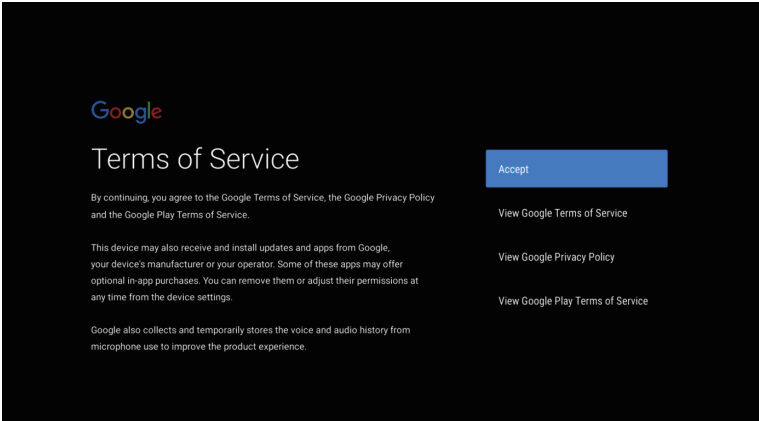 Google
Terms of Service
By continuing, you agree to the Google Terms of Service, the Google Privacy Policy
and the Google Play Terms of Service.
This device may also receive and install updates and apps from Google,
your device's manufacturer or your operator. Some of these apps may offer
optional in-app purchases. You can remove them or adjust their permissions at
any time from the device settings.
Google also collects and temporarily stores the voice and audio history from
microphone use to improve the product experience.
Accept
View Google Terms of Service
View Google Privacy Policy
View Google Play Terms of Service